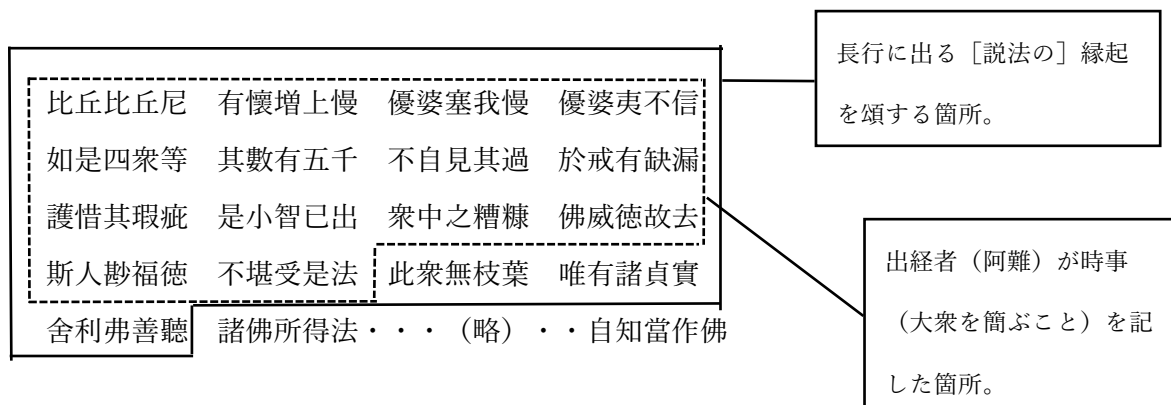 比丘比丘尼　有懷増上慢　優婆塞我慢　優婆夷不信
如是四衆等　其數有五千　不自見其過　於戒有缺漏
護惜其瑕疵　是小智已出　衆中之糟糠　佛威徳故去
斯人尠福徳　不堪受是法　此衆無枝葉　唯有諸貞實
舍利弗善聽　諸佛所得法・・・（略）・・自知當作佛
長行に出る［説法の］縁起
を頌する箇所。
出経者（阿難）が時事
（大衆を簡ぶこと）を記
した箇所。